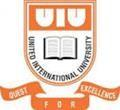 UIU
UNITED INTERNATIONAL UNIVERSITY
QUEST FOR EXCELLENCE